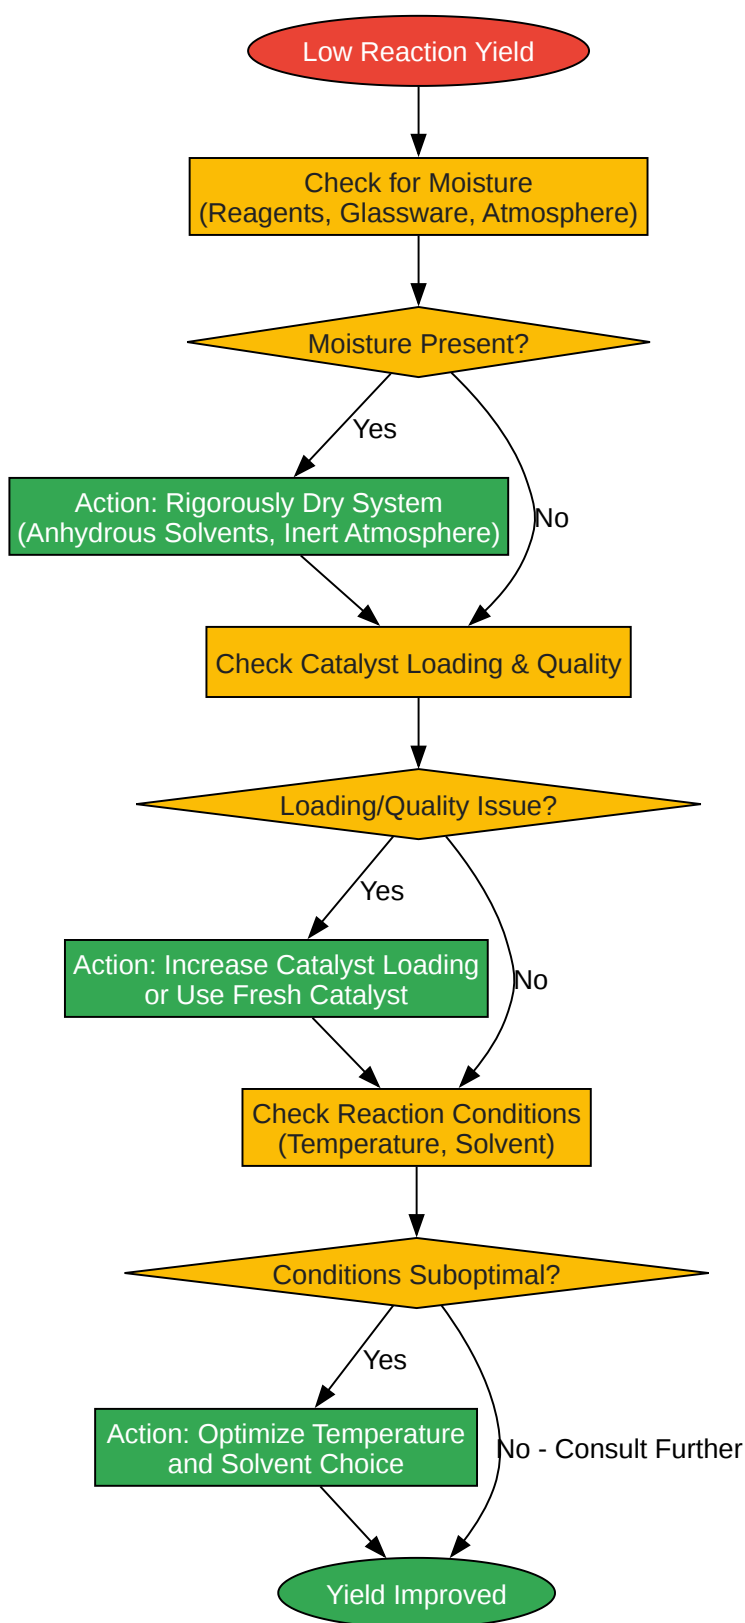 Low Reaction Yield
Check for Moisture
(Reagents, Glassware, Atmosphere)
Moisture Present?
Yes
Action: Rigorously Dry System
(Anhydrous Solvents, Inert Atmosphere)
No
Check Catalyst Loading & Quality
Loading/Quality Issue?
Yes
Action: Increase Catalyst Loading
or Use Fresh Catalyst
No
Check Reaction Conditions
(Temperature, Solvent)
Conditions Suboptimal?
Yes
Action: Optimize Temperature
and Solvent Choice
No - Consult Further
Yield Improved